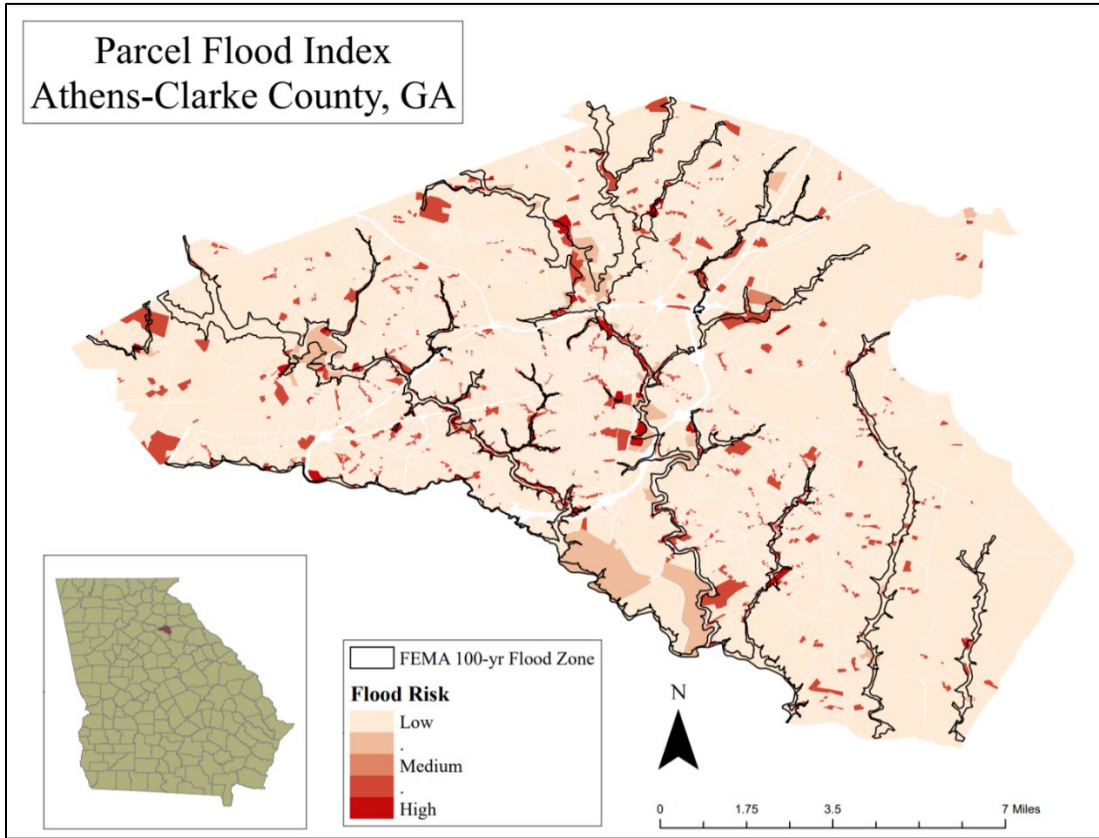 Parcel Flood Index
Athens-Clarke County, GA
FEMA 100-yr Flood Zone
Flood Risk
Low
.
Medium
.
High
N
0 1.75 3.5 7 Miles